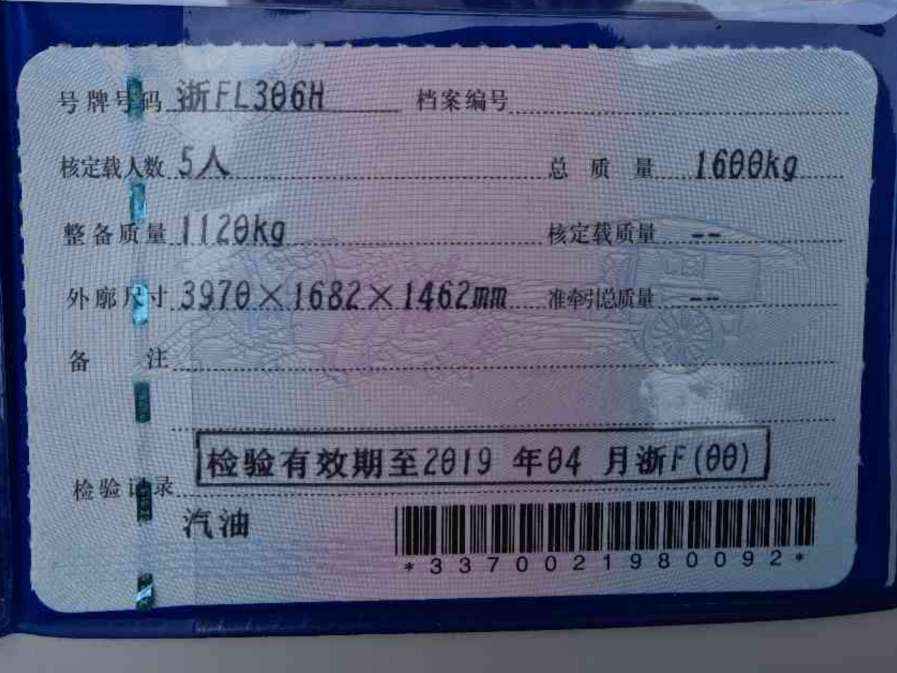 号牌号码 浙FL306H 档案编号
核定载人数 5人 总质量 1600kg
整备质量 1120kg 核定载质量 --
外廓尺寸 3970×1682×1462mm 准牵引总质量 --
备注
检验有效期至2019 年04 月浙F(00)
检验记录
汽油
*3370021980092*